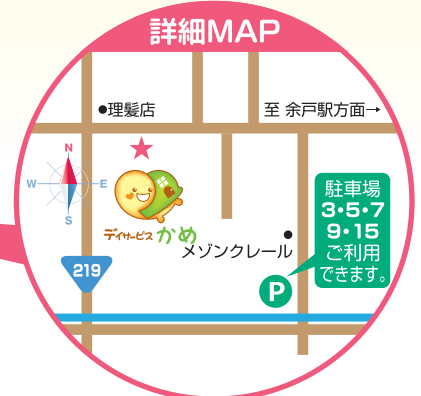 詳細MAP
●理髪店
至 余戸駅方面→
N
W
E
S
デイサービス かめ
駐車場
3・5・7
9・15
ご利用
できます。
メゾンクレール
219
P